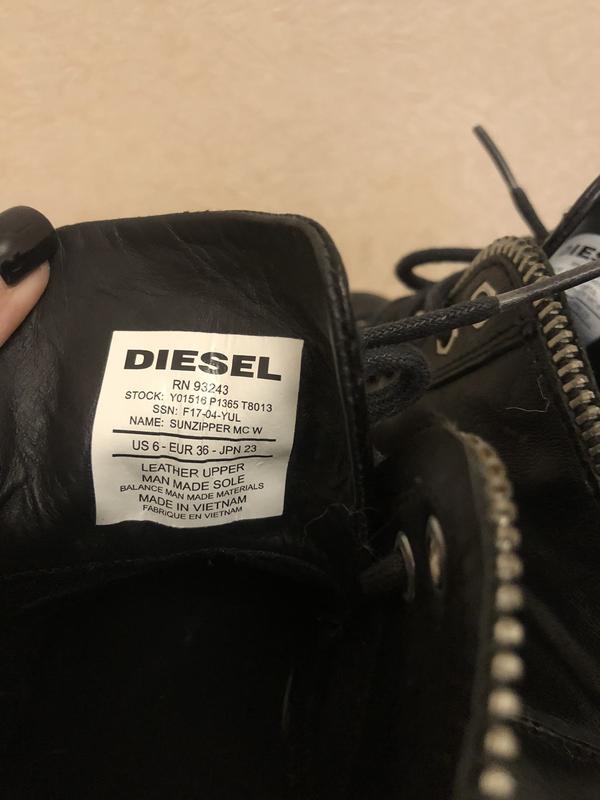 DIESEL
RN 93243
STOCK: Y01516 P1365 T8013
SSN: F17-04-YUL
NAME: SUNZIPPER MC W
US 6 - EUR 36 - JPN 23
LEATHER UPPER
MAN MADE SOLE
BALANCE MAN MADE MATERIALS
MADE IN VIETNAM
FABRIQUE EN VIETNAM